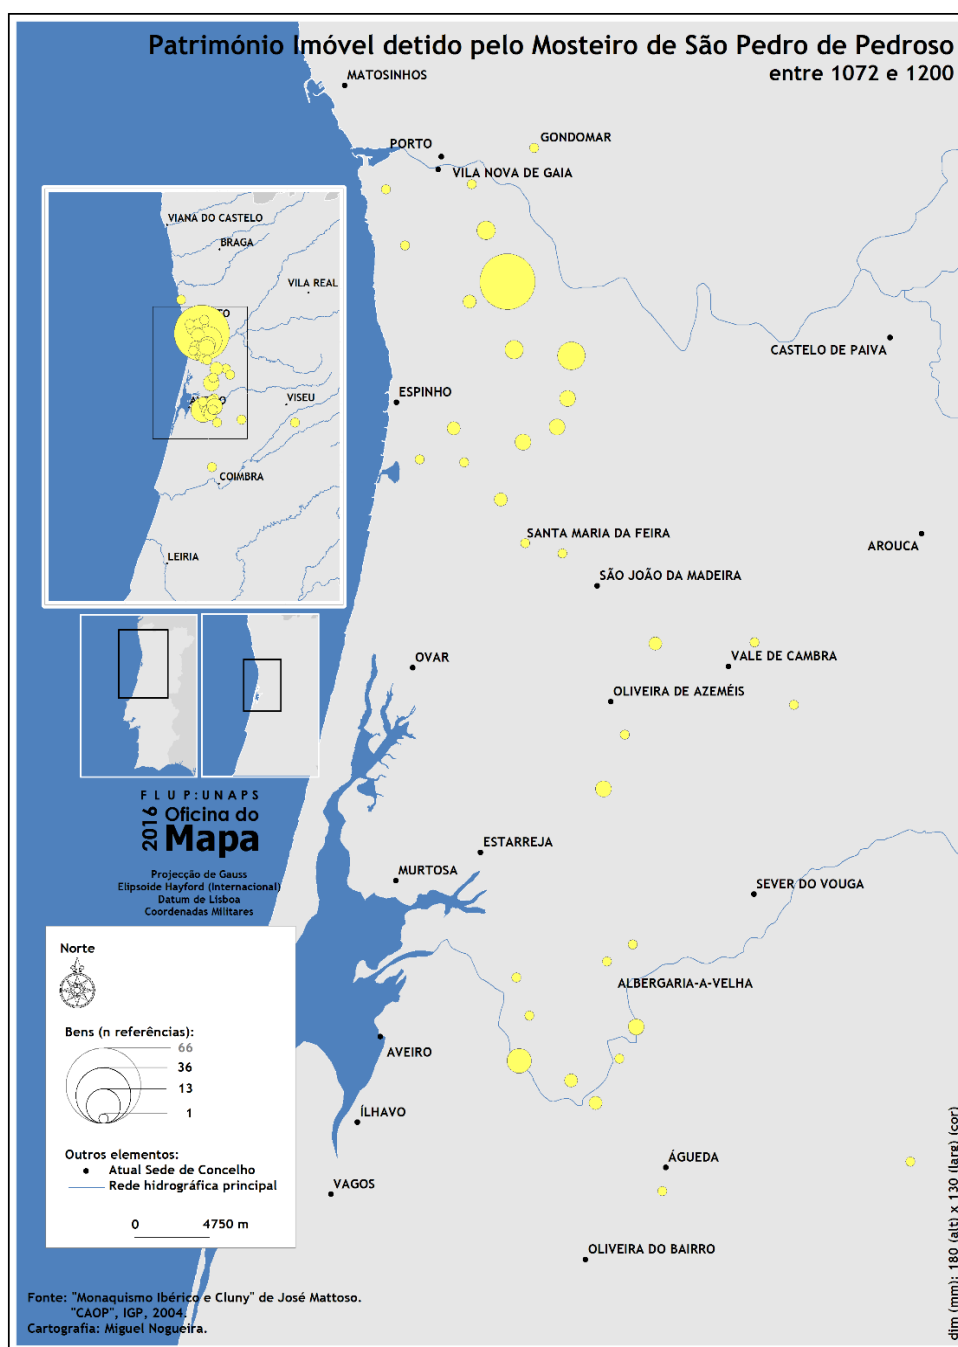 Património Imóvel detido pelo Mosteiro de São Pedro de Pedroso
entre 1072 e 1200
MATOSINHOS
GONDOMAR
PORTO
VILA NOVA DE GAIA
VIANA DO CASTELO
BRAGA
VILA REAL
CASTELO DE PAIVA
ESPINHO
VISEU
COIMBRA
SANTA MARIA DA FEIRA
AROUCA
LEIRIA
SÃO JOÃO DA MADEIRA
OVAR
VALE DE CAMBRA
OLIVEIRA DE AZEMÉIS
FLUP:UNAPS
2016 Oficina do
Mapa
ESTARREJA
MURTOSA
SEVER DO VOUGA
Projecção de Gauss
Elipsoide Hayford (Internacional)
Datum de Lisboa
Coordenadas Militares
Norte
ALBERGARIA-A-VELHA
Bens (n referências):
66
36
13
1
AVEIRO
ÍLHAVO
Outros elementos:
Atual Sede de Concelho
Rede hidrográfica principal
ÁGUEDA
VAGOS
0 4750 m
OLIVEIRA DO BAIRRO
Fonte: "Monaquismo Ibérico e Cluny" de José Mattoso.
"CAOP", IGP, 2004.
Cartografia: Miguel Nogueira.
dim (mm): 180 (alt) x 130 (larg) (cor)